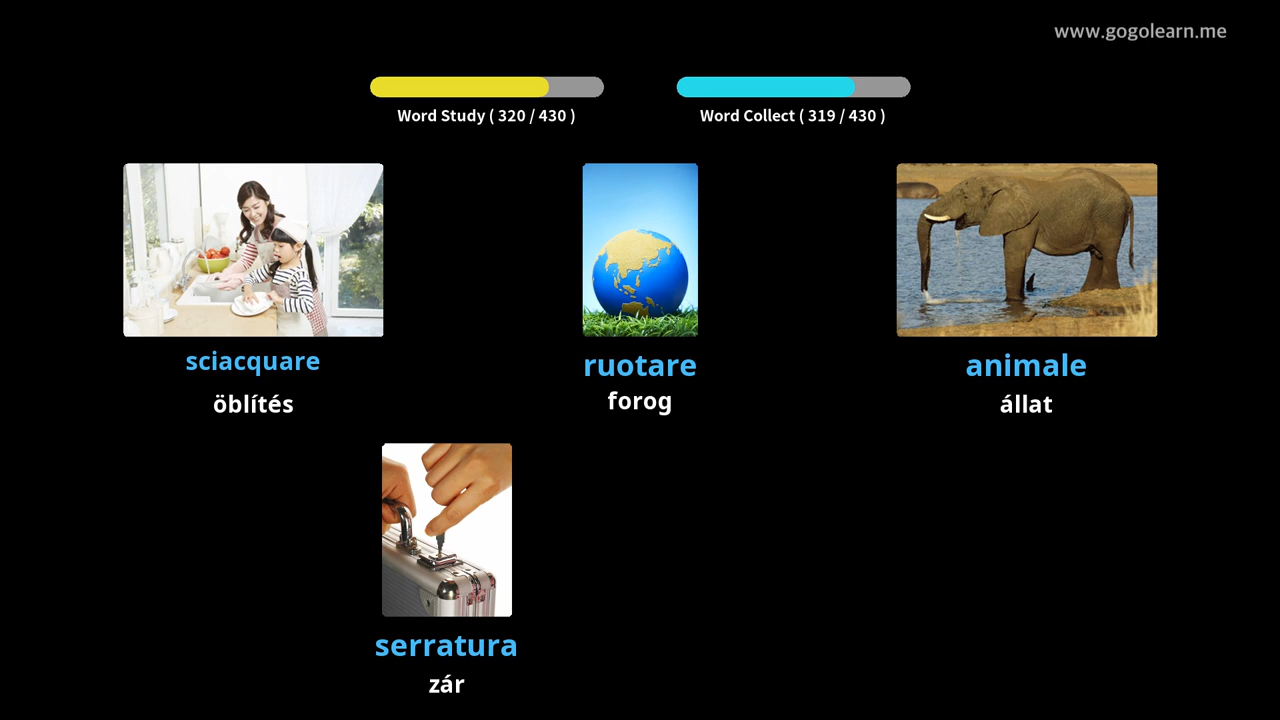 www.gogolearn.me
Word Study ( 320 / 430 )
Word Collect ( 319 / 430 )
sciacquare
öblítés
ruotare
forog
animale
állat
serratura
zár